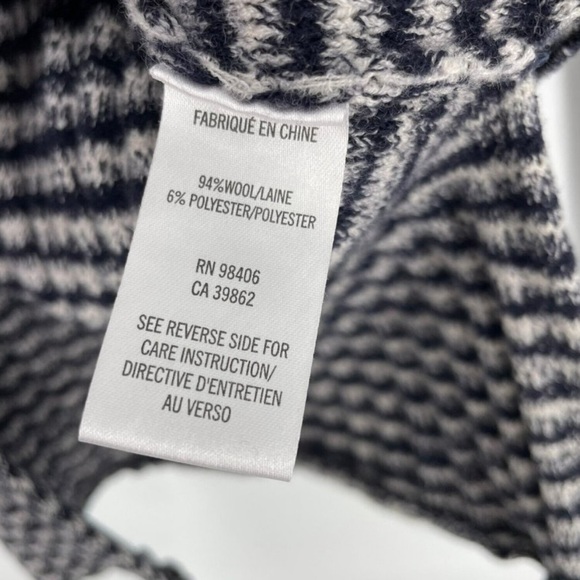 FABRIQUÉ EN CHINE
94%WOOL/LAINE
6% POLYESTER/POLYESTER
RN 98406
CA 39862
SEE REVERSE SIDE FOR
CARE INSTRUCTION/
DIRECTIVE D'ENTRETIEN
AU VERSO